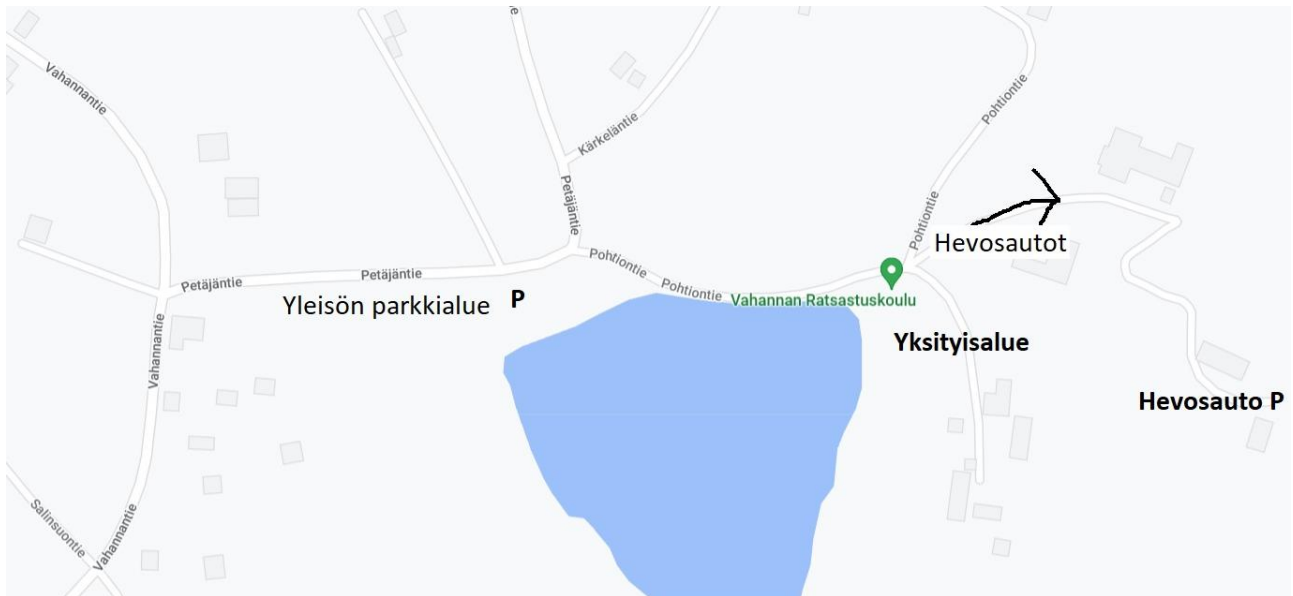 e
Vahannantie
Pohtiontie
Kärkeläntie
Petäjäntie
Pohtiontie
Hevosautot
Pohtiontie
Petäjäntie
Petäjäntie
Pohtiontie
Yleisön parkkialue P
Vahannan Ratsastuskoulu
Yksityisalue
Vahannantie
Hevosauto P
Salinsuontie
Vahannantie